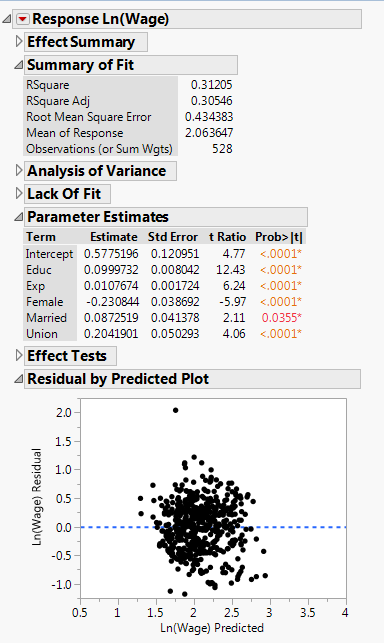 Response Ln(Wage)
Effect Summary
Summary of Fit
RSquare 0.31205
RSquare Adj 0.30546
Root Mean Square Error 0.434383
Mean of Response 2.063647
Observations (or Sum Wgts) 528
Analysis of Variance
Lack Of Fit
Parameter Estimates
Term Estimate Std Error t Ratio Prob>|t|
Intercept 0.5775196 0.120951 4.77 <.0001*
Educ 0.0999732 0.008042 12.43 <.0001*
Exp 0.0107674 0.001724 6.24 <.0001*
Female -0.230844 0.038692 -5.97 <.0001*
Married 0.0872519 0.041378 2.11 0.0355*
Union 0.2041901 0.050293 4.06 <.0001*
Effect Tests
Residual by Predicted Plot
2.0
1.5
1.0
0.5
0.0
-0.5
-1.0
Ln(Wage) Residual
0.5 1 1.5 2 2.5 3 3.5 4
Ln(Wage) Predicted